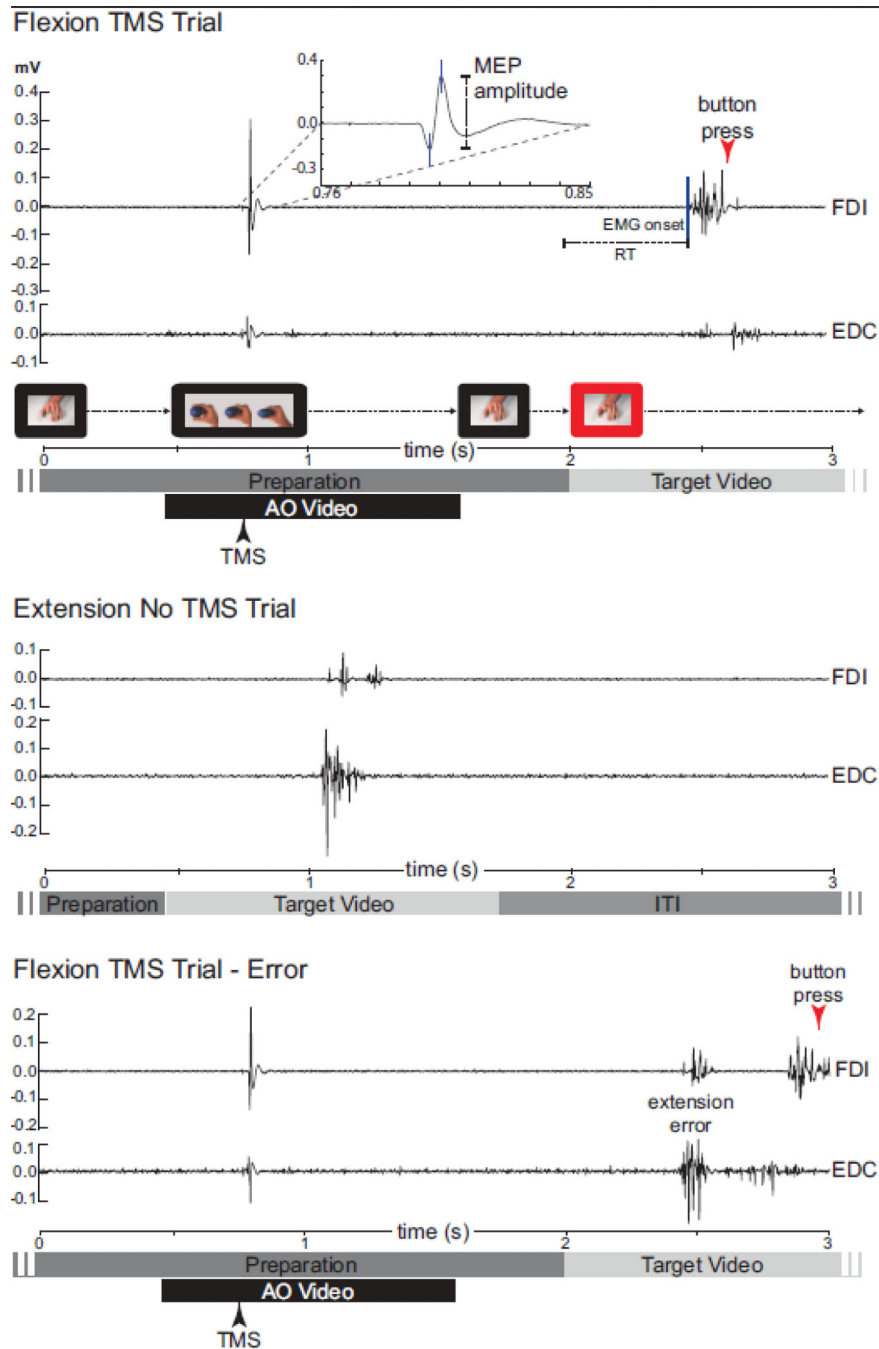 Flexion TMS Trial
mV
0.4
0.3
0.2
0.1
0.0
-0.1
-0.2
-0.3
0.4
0.0
-0.3
0.76
0.85
MEP
amplitude
button
press
FDI
EMG onset
RT
0.1
0.0
-0.1
EDC
time (s)
0
1
2
3
Preparation
Target Video
AO Video
TMS
Extension No TMS Trial
0.1
0.0
-0.1
FDI
0.2
0.1
0.0
-0.1
-0.2
EDC
time (s)
0
1
2
3
Preparation
Target Video
ITI
Flexion TMS Trial - Error
button
press
0.2
0.1
0.0
-0.1
-0.2
FDI
extension
error
0.1
0.0
-0.1
EDC
time (s)
0
1
2
3
Preparation
Target Video
AO Video
TMS